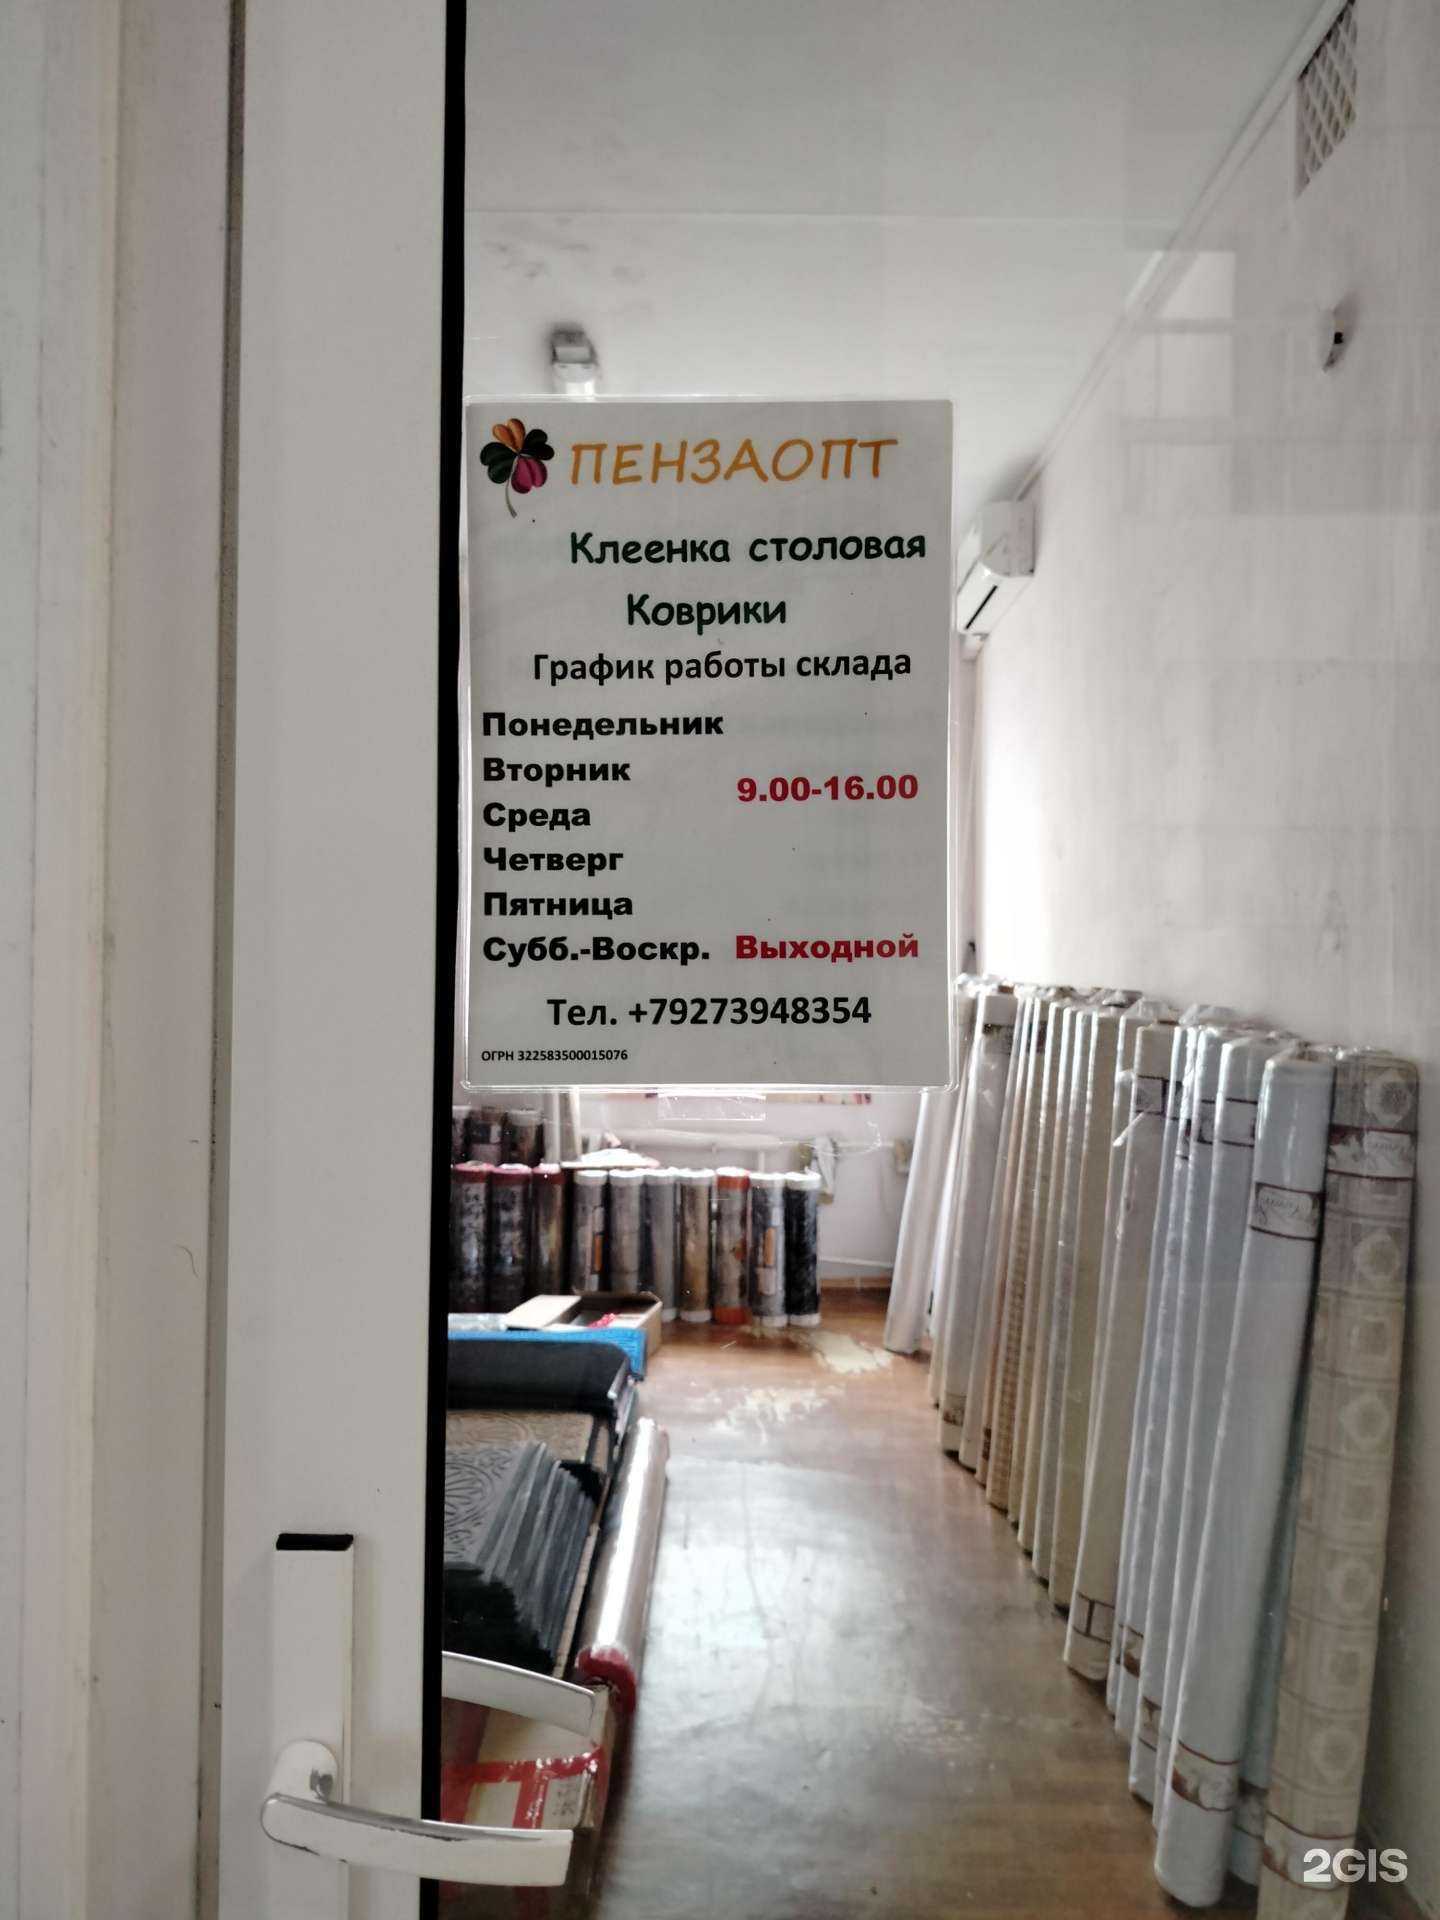 ПЕНЗАОПТ
Клеенка столовая
Коврики
График работы склада
Понедельник
Вторник
9.00-16.00
Среда
Четверг
Пятница
Субб.-Воскр. Выходной
Тел. +79273948354
ОГРН 322583500015076
2GIS